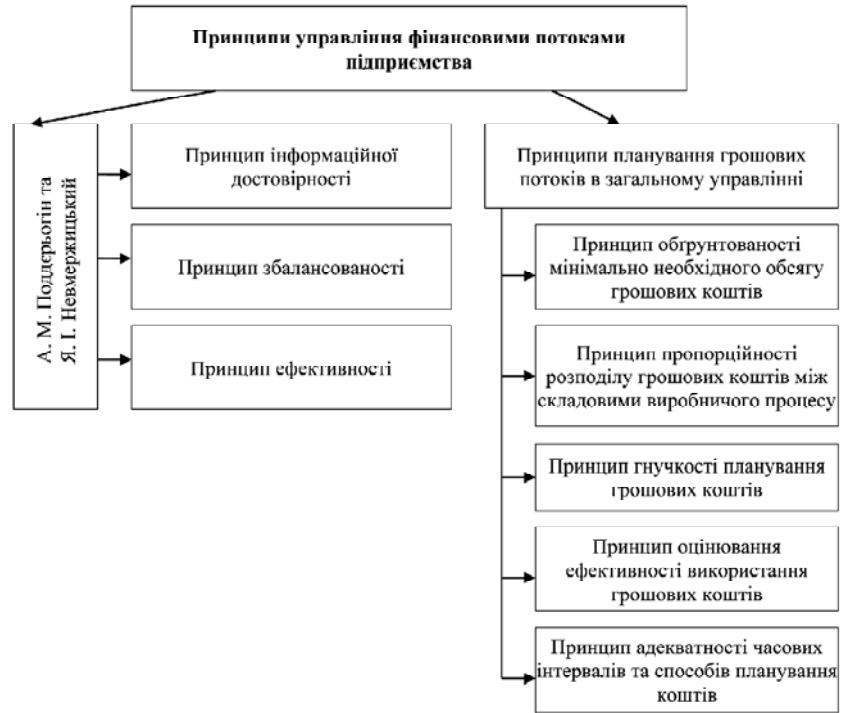 Принципи управління фінансовими потоками
підприємства
А. М. Поддєрьогін та
Я. І. Невмержицький
Принцип інформаційної
достовірності
Принцип збалансованості
Принцип ефективності
Принципи планування грошових
потоків в загальному управлінні
Принцип обґрунтованості
мінімально необхідного обсягу
грошових коштів
Принцип пропорційності
розподілу грошових коштів між
складовими виробничого процесу
Принцип гнучкості планування
грошових коштів
Принцип оцінювання
ефективності використання
грошових коштів
Принцип адекватності часових
інтервалів та способів планування
коштів